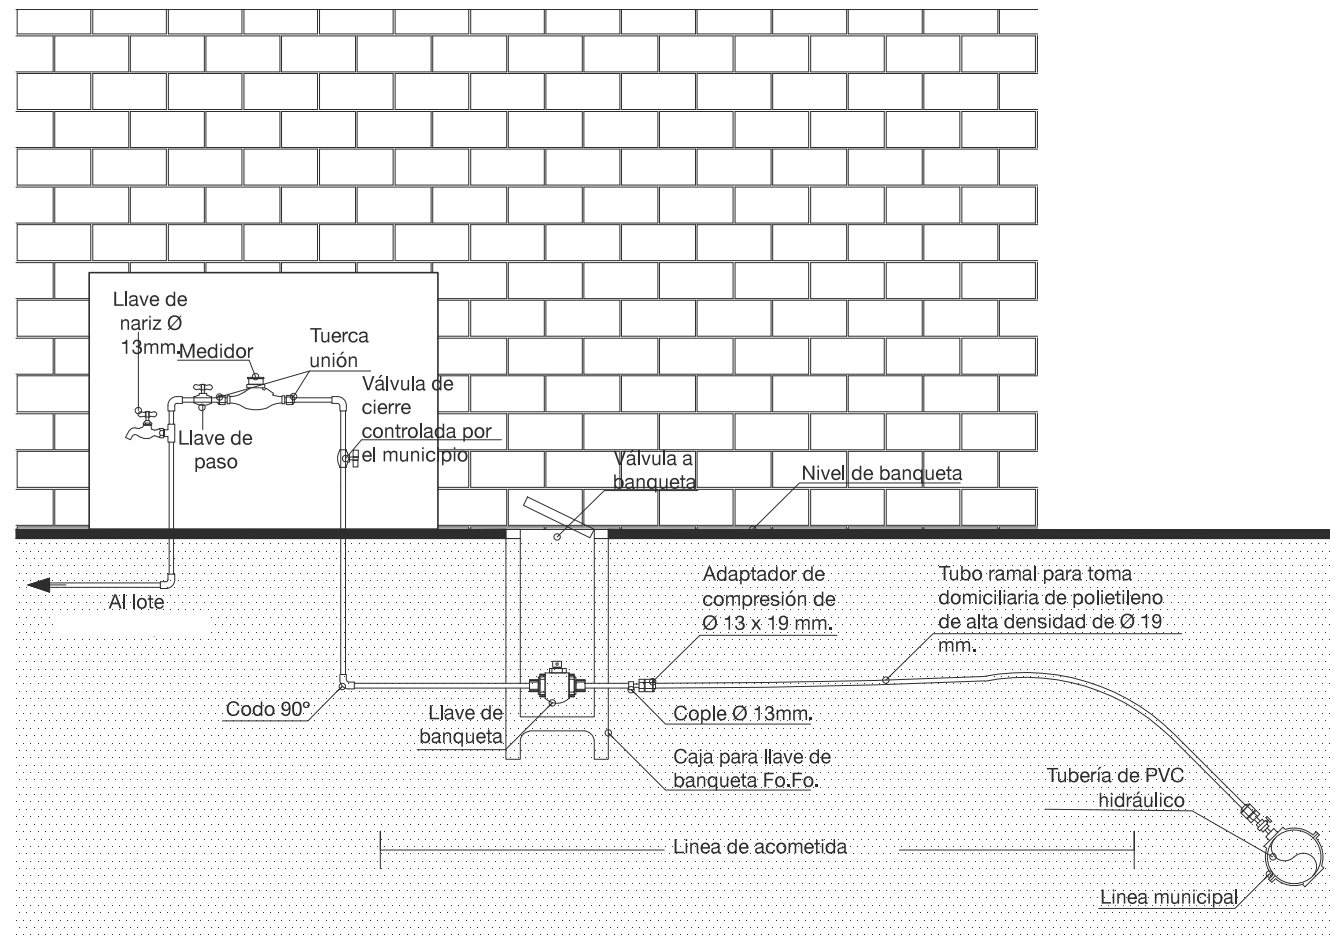 Llave de
nariz Ø
13mm.
Medidor
Tuerca
unión
Válvula de
cierre
controlada por
el municipio
Llave de
paso
Válvula a
banqueta
Nivel de banqueta
Al lote
Adaptador de
compresión de
Ø 13 x 19 mm.
Tubo ramal para toma
domiciliaria de polietileno
de alta densidad de Ø 19
mm.
Codo 90º
Llave de
banqueta
Cople Ø 13mm.
Caja para llave de
banqueta Fo.Fo.
Tubería de PVC
hidráulico
Linea de acometida
Linea municipal